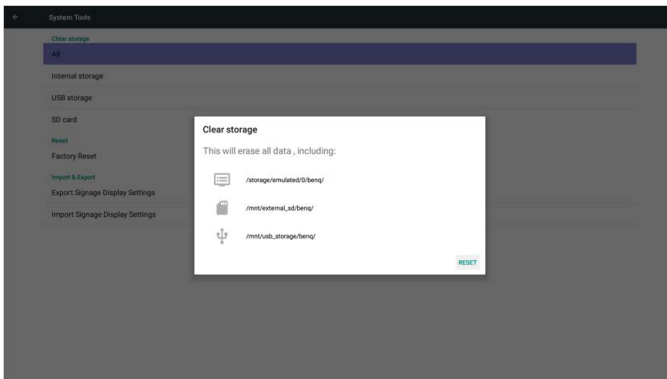 System Tools
Clear storage
All
Internal storage
USB storage
SD card
Reset
Factory Reset
Import & Export
Export Signage Display Settings
Import Signage Display Settings
Clear storage
This will erase all data , including:
/storage/emulated/0/benq/
/mnt/external_sd/benq/
/mnt/usb_storage/benq/
RESET